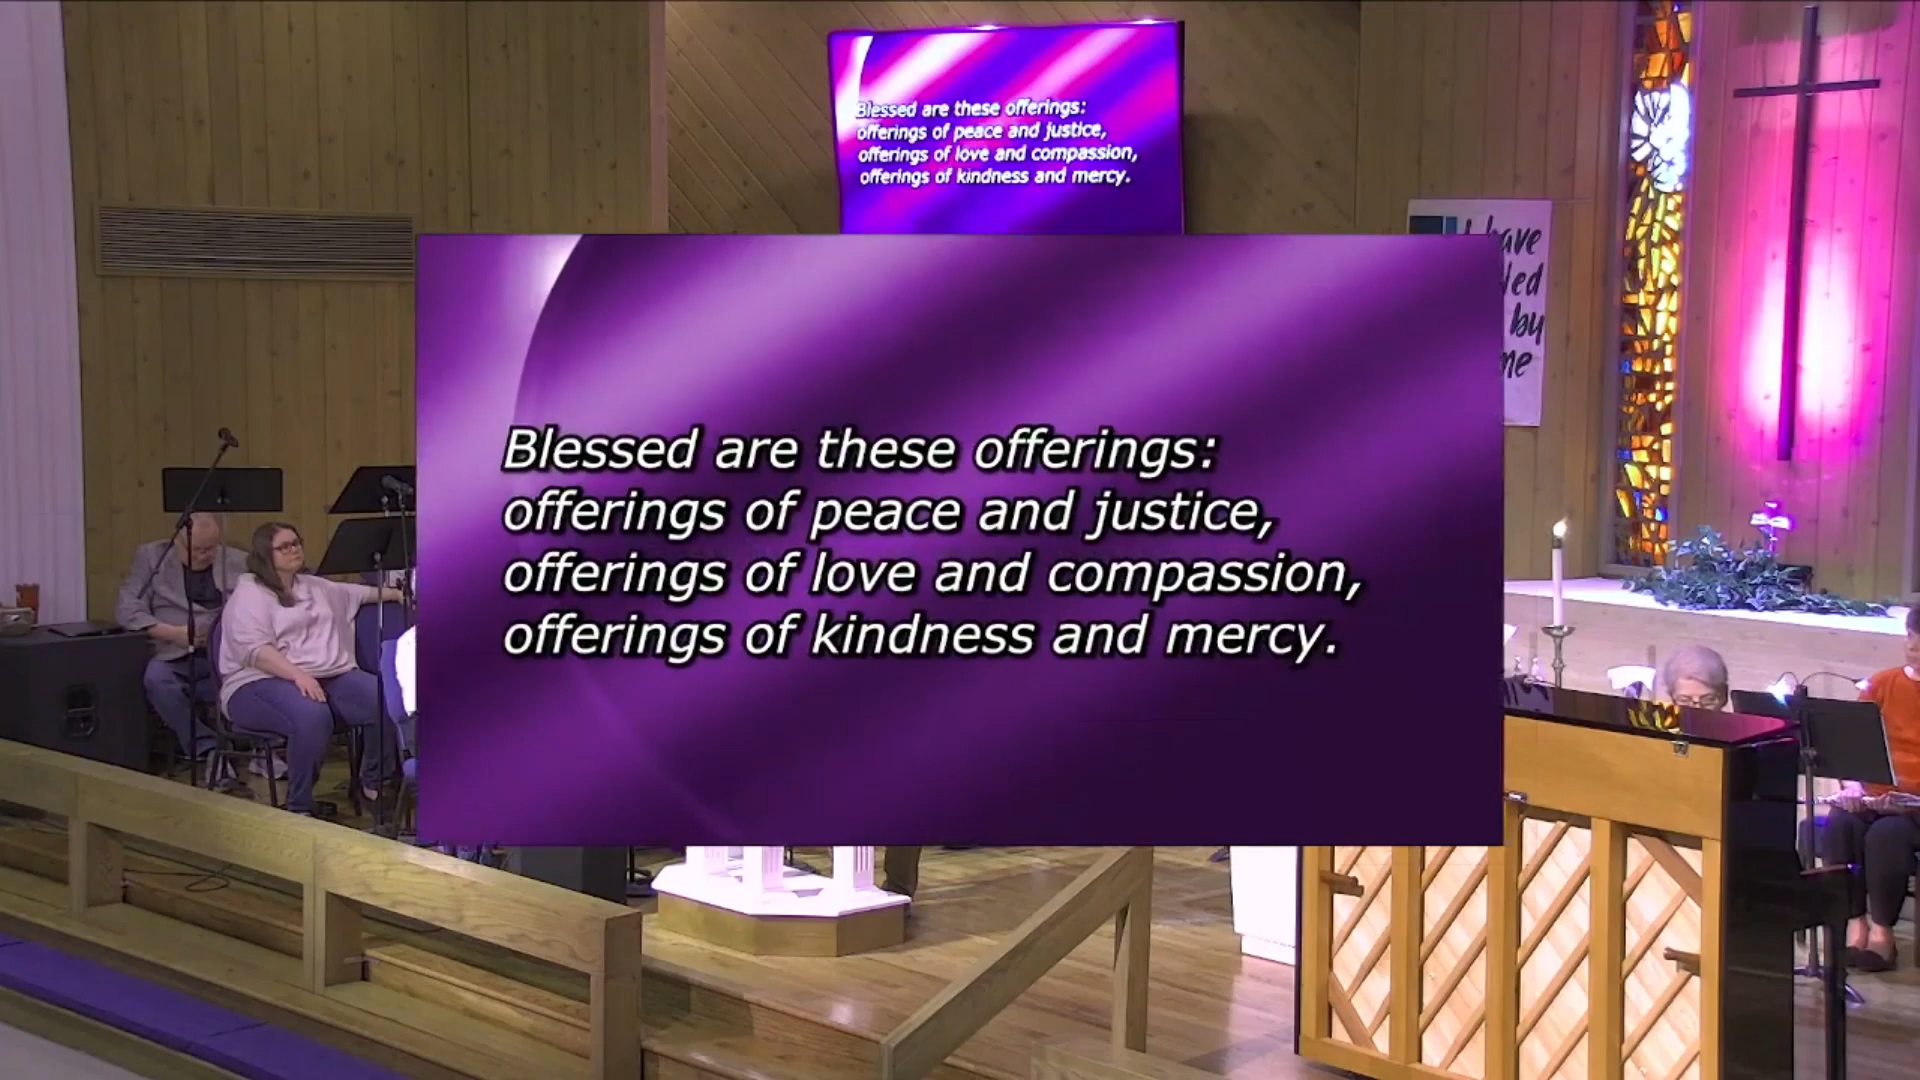 Blessed are these offerings:
offerings of peace and justice,
offerings of love and compassion,
offerings of kindness and mercy.
have
by
Blessed are these offerings:
offerings of peace and justice,
offerings of love and compassion,
offerings of kindness and mercy.